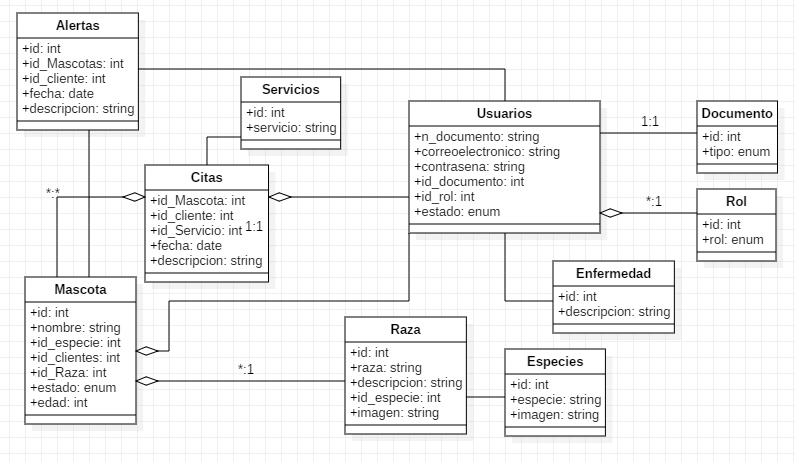 Alertas
+id: int
+id_Mascotas: int
+id_cliente: int
+fecha: date
+descripcion: string
Servicios
+id: int
+servicio: string
Usuarios
+n_documento: string
+correoelectronico: string
+contrasena: string
+id_documento: int
+id_rol: int
+estado: enum
1:1
Documento
+id: int
+tipo: enum
*:1
Rol
+id: int
+rol: enum
*:*
Citas
+id_Mascota: int
+id_cliente: int
+id_Servicio: int
+fecha: date
+descripcion: string
1:1
Enfermedad
+id: int
+descripcion: string
Mascota
+id: int
+nombre: string
+id_especie: int
+id_clientes: int
+id_Raza: int
+estado: enum
+edad: int
*:1
Raza
+id: int
+raza: string
+descripcion: string
+id_especie: int
+imagen: string
Especies
+id: int
+especie: string
+imagen: string